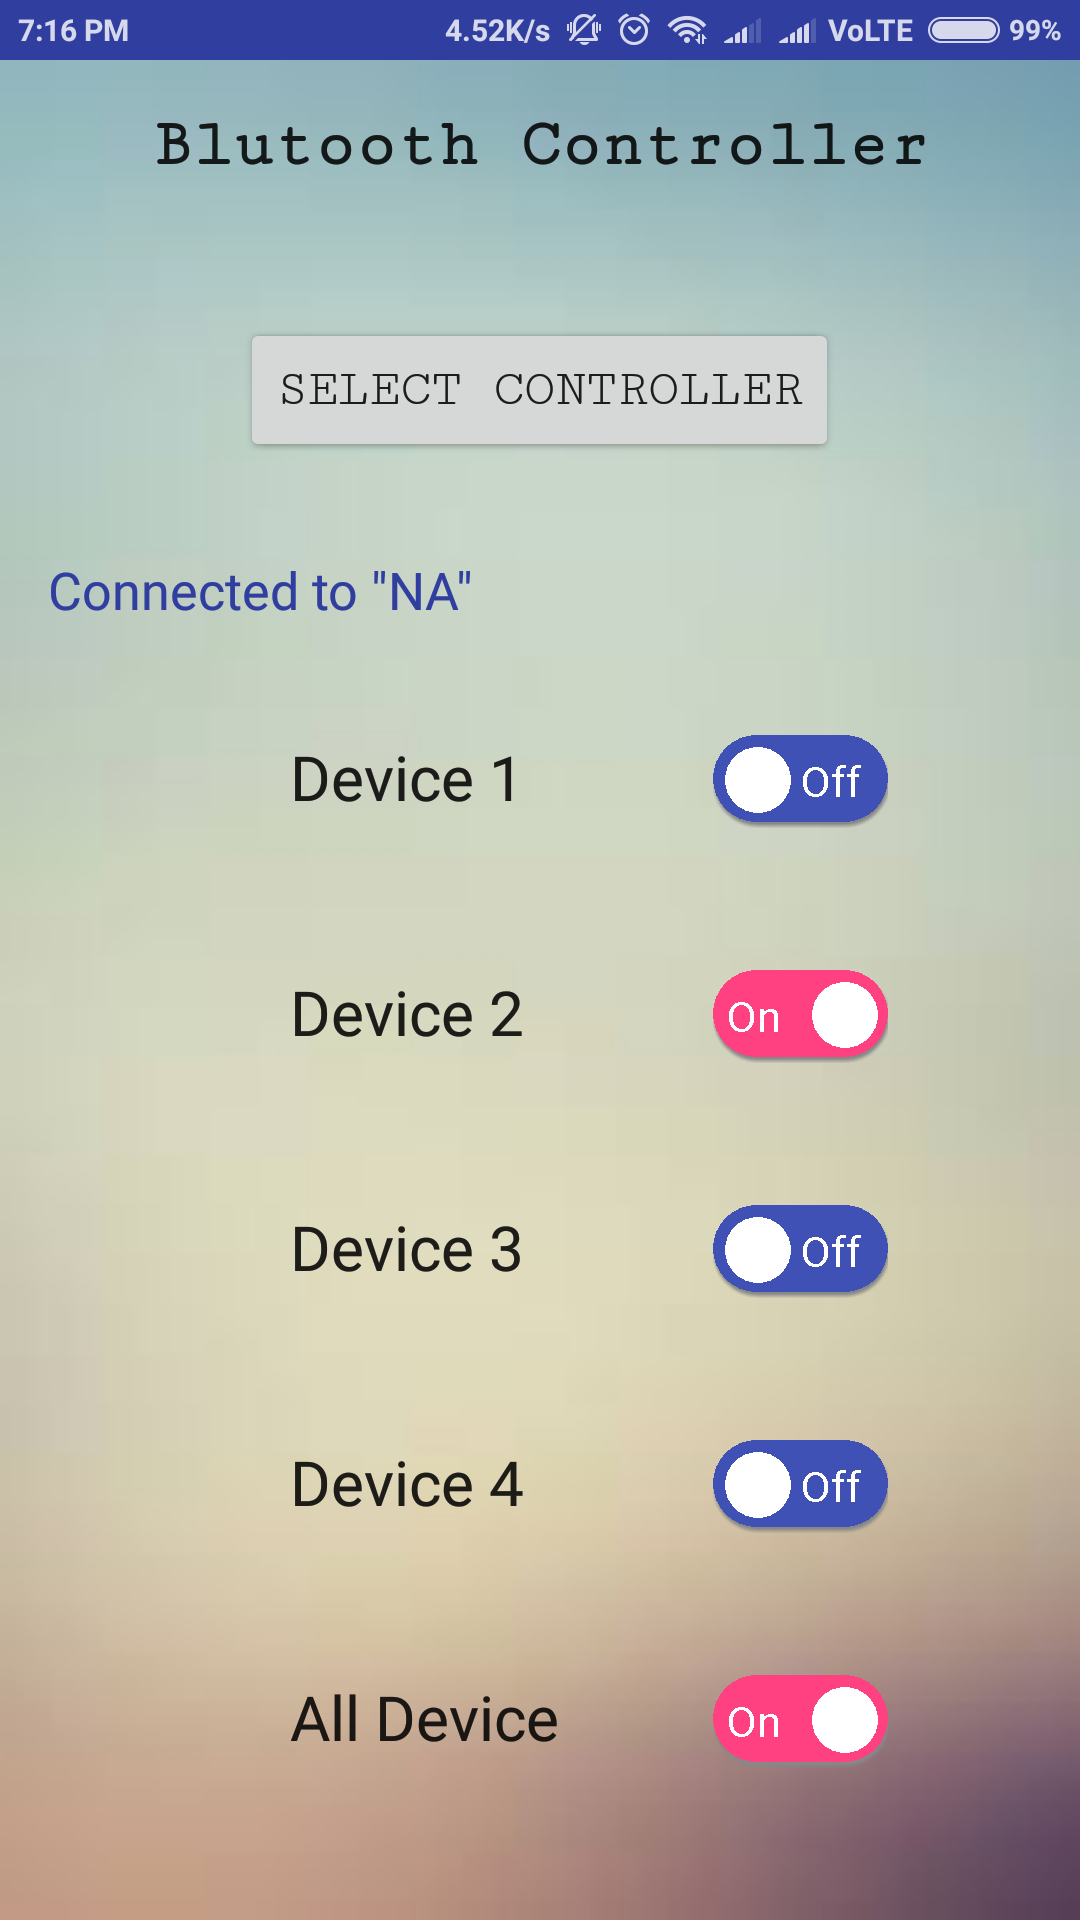 7:16 PM 4.52K/s VoLTE 99%
Blutooth Controller
SELECT CONTROLLER
Connected to "NA"
Device 1 Off
Device 2 On
Device 3 Off
Device 4 Off
All Device On